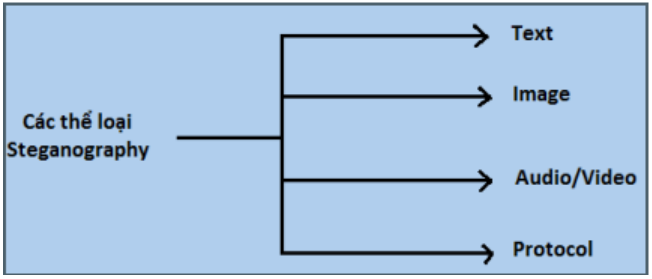 Các thể loại
Steganography
Text
Image
Audio/Video
Protocol